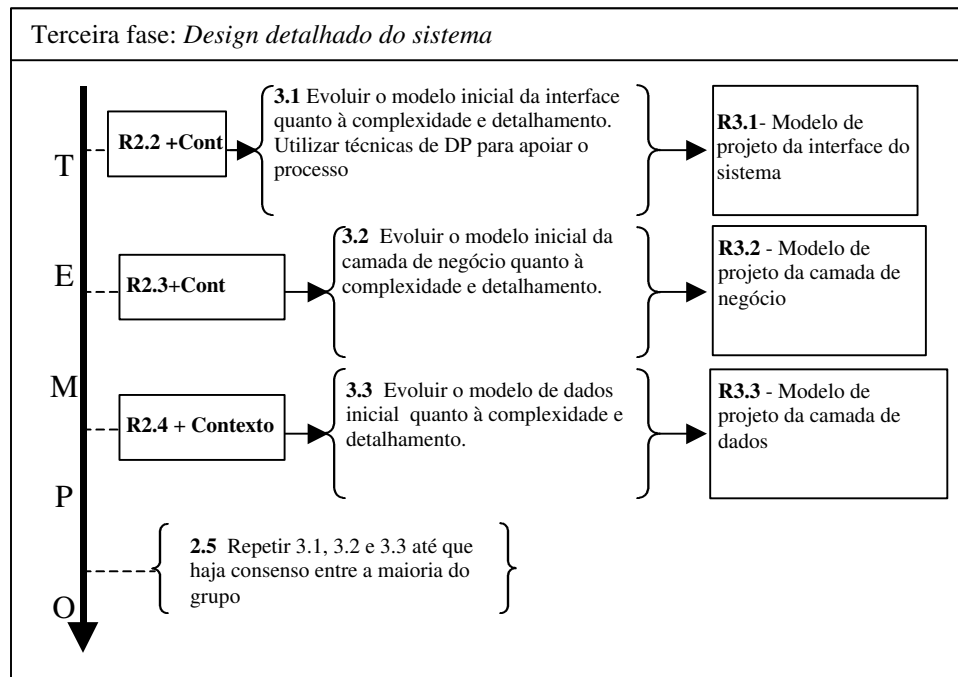 Terceira fase: Design detalhado do sistema
T
E
M
P
O
R2.2 +Cont
3.1 Evoluir o modelo inicial da interface
quanto à complexidade e detalhamento.
Utilizar técnicas de DP para apoiar o
processo
R3.1- Modelo de
projeto da interface do
sistema
R2.3+Cont
3.2 Evoluir o modelo inicial da
camada de negócio quanto à
complexidade e detalhamento.
R3.2 - Modelo de
projeto da camada de
negócio
R2.4 + Contexto
3.3 Evoluir o modelo de dados
inicial quanto à complexidade e
detalhamento.
R3.3 - Modelo de
projeto da camada de
dados
2.5 Repetir 3.1, 3.2 e 3.3 até que
haja consenso entre a maioria do
grupo